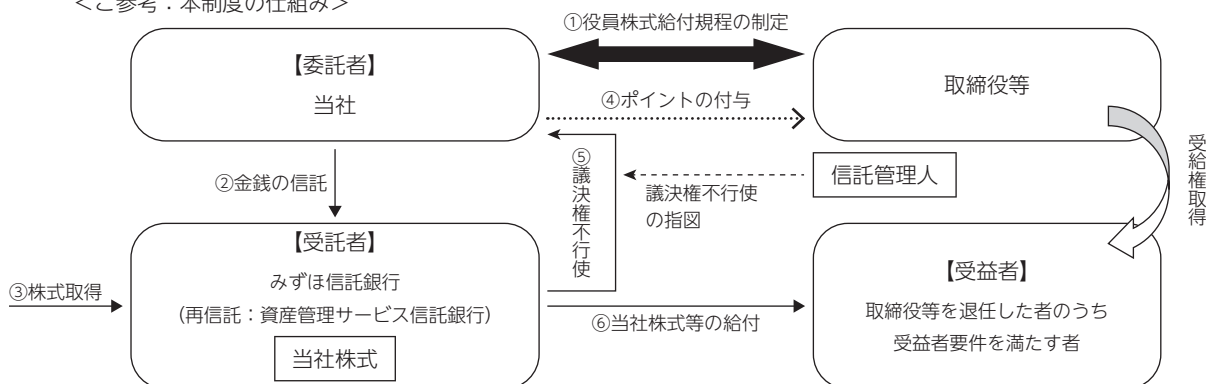 <ご参考：本制度の仕組み>
①役員株式給付規程の制定
【委託者】
当社
取締役等
④ポイントの付与
②金銭の信託
⑤議決権不行使
議決権不行使
の指図
信託管理人
受給権取得
【受託者】
みずほ信託銀行
(再信託：資産管理サービス信託銀行)
当社株式
③株式取得
⑥当社株式等の給付
【受益者】
取締役等を退任した者のうち
受益者要件を満たす者